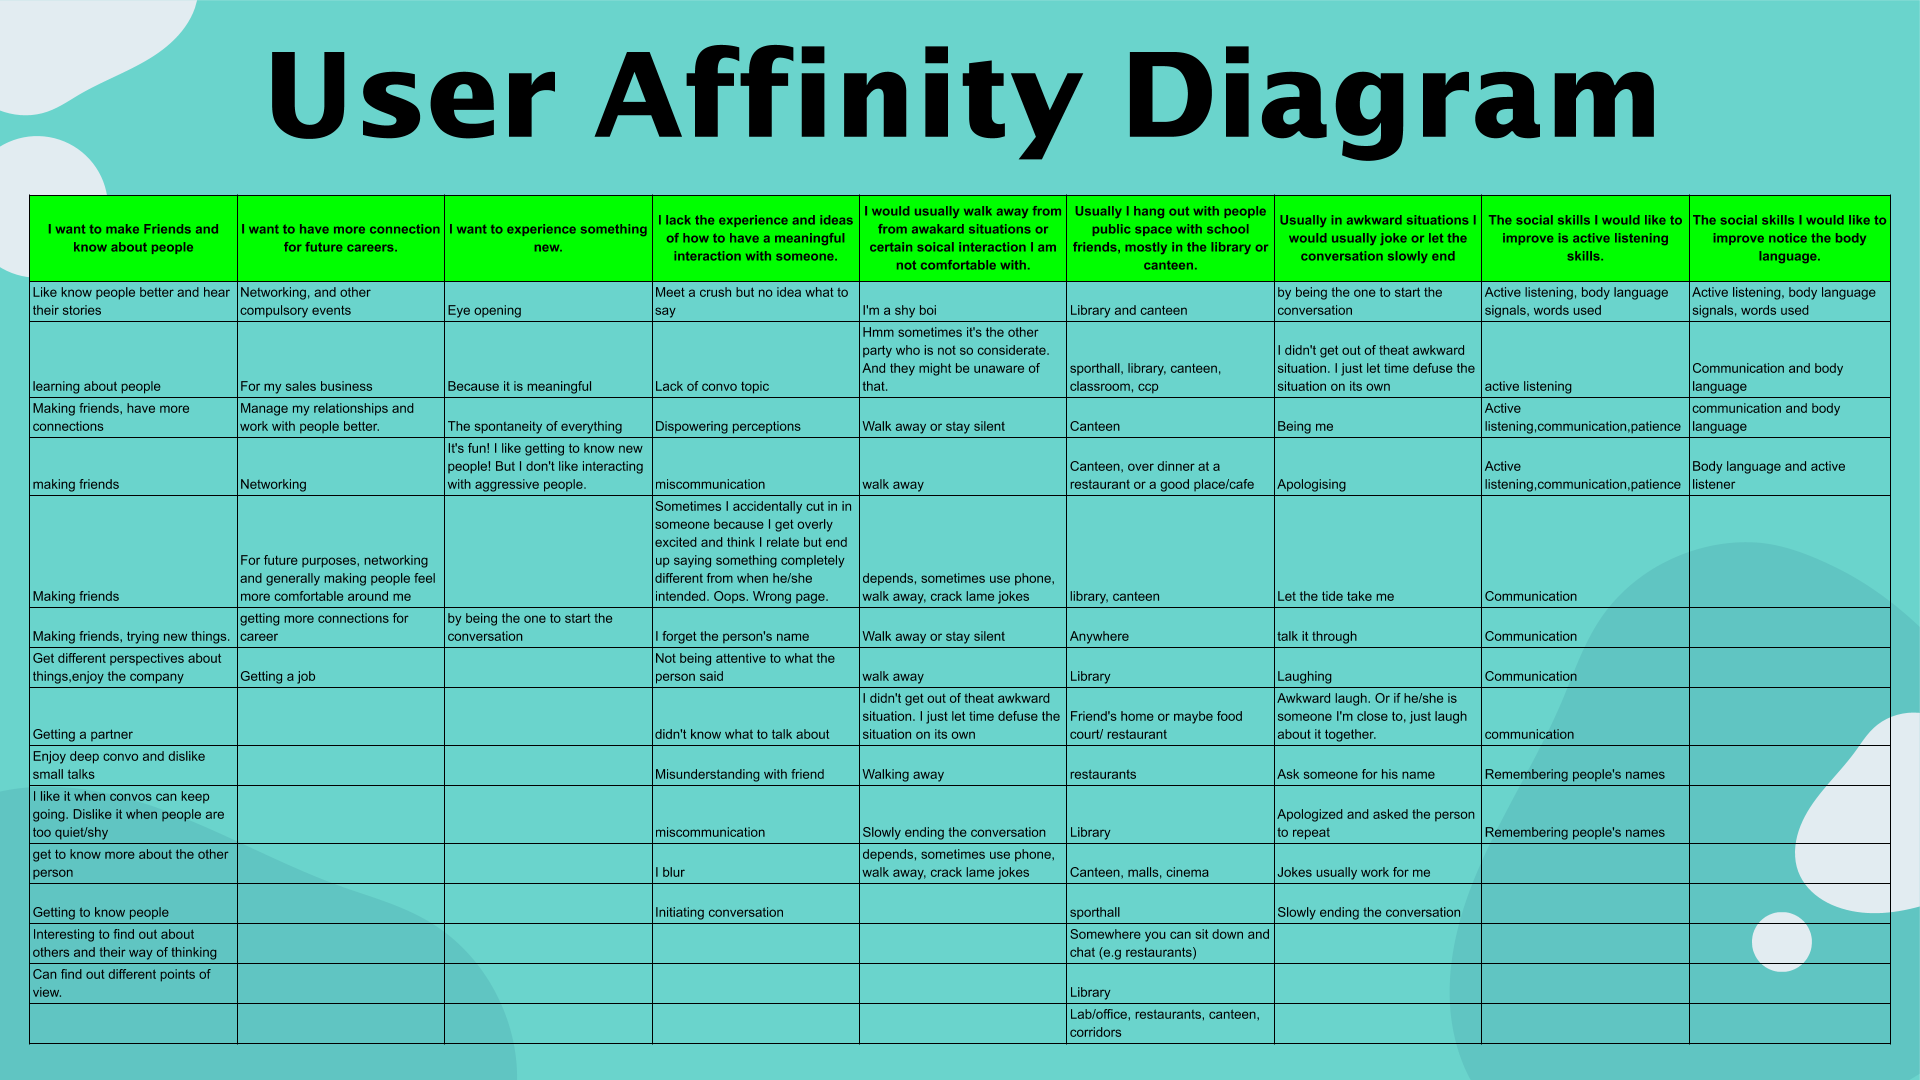 User Affinity Diagram
I want to make Friends and
know about people
I want to have more connection
for future careers.
I want to experience something
new.
I lack the experience and ideas
of how to have a meaningful
interaction with someone.
I would usually walk away from
from awakard situations or
certain soical interaction I am
not comfortable with.
Usually I hang out with people
public space with school
friends, mostly in the library or
canteen.
Usually in awkward situations I
would usually joke or let the
conversation slowly end
The social skills I would like to
improve is active listening
skills.
The social skills I would like to
improve notice the body
language.
Like know people better and hear
their stories
Networking, and other
compulsory events
Eye opening
Meet a crush but no idea what to
say
I'm a shy boi
Library and canteen
by being the one to start the
conversation
Active listening, body language
signals, words used
Active listening, body language
signals, words used
learning about people
For my sales business
Because it is meaningful
Lack of convo topic
Hmm sometimes it's the other
party who is not so considerate.
And they might be unaware of
that.
sporthall, library, canteen,
classroom, ccp
I didn't get out of theat awkward
situation. I just let time defuse the
situation on its own
active listening
Communication and body
language
Making friends, have more
connections
Manage my relationships and
work with people better.
The spontaneity of everything
Dispowering perceptions
Walk away or stay silent
Canteen
Being me
Active
listening,communication,patience
communication and body
language
making friends
Networking
It's fun! I like getting to know new
people! But I don't like interacting
with aggressive people.
miscommunication
walk away
Canteen, over dinner at a
restaurant or a good place/cafe
Apologising
Active
listening,communication,patience
Body language and active
listener
Making friends
For future purposes, networking
and generally making people feel
more comfortable around me
Sometimes I accidentally cut in in
someone because I get overly
excited and think I relate but end
up saying something completely
different from when he/she
intended. Oops. Wrong page.
depends, sometimes use phone,
walk away, crack lame jokes
library, canteen
Let the tide take me
Communication
Making friends, trying new things.
getting more connections for
career
by being the one to start the
conversation
I forget the person's name
Walk away or stay silent
Anywhere
talk it through
Communication
Get different perspectives about
things,enjoy the company
Getting a job
Not being attentive to what the
person said
walk away
Library
Laughing
Communication
Getting a partner
didn't know what to talk about
I didn't get out of theat awkward
situation. I just let time defuse the
situation on its own
Friend's home or maybe food
court/ restaurant
Awkward laugh. Or if he/she is
someone I'm close to, just laugh
about it together.
communication
Enjoy deep convo and dislike
small talks
Misunderstanding with friend
Walking away
restaurants
Ask someone for his name
Remembering people's names
I like it when convos can keep
going. Dislike it when people are
too quiet/shy
miscommunication
Slowly ending the conversation
Library
Apologized and asked the person
to repeat
Remembering people's names
get to know more about the other
person
I blur
depends, sometimes use phone,
walk away, crack lame jokes
Canteen, malls, cinema
Jokes usually work for me
Getting to know people
Initiating conversation
sporthall
Slowly ending the conversation
Interesting to find out about
others and their way of thinking
Somewhere you can sit down and
chat (e.g restaurants)
Can find out different points of
view.
Library
Lab/office, restaurants, canteen,
corridors